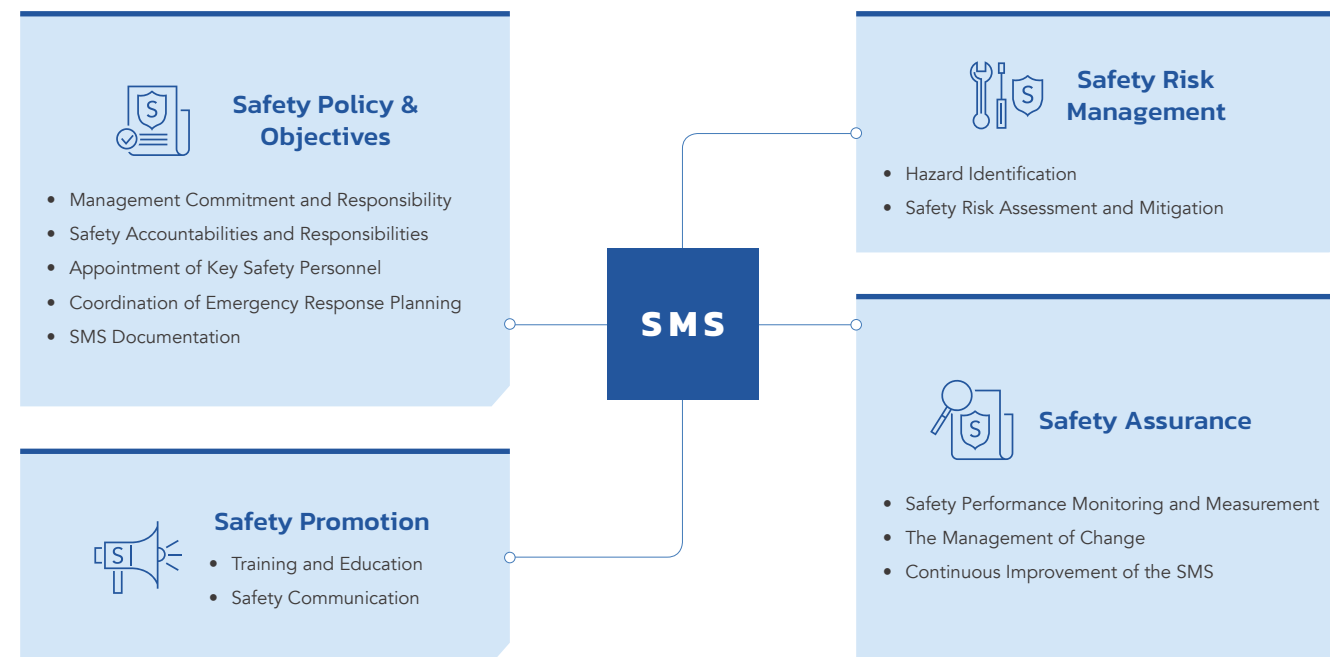 Safety Policy &
Objectives
• Management Commitment and Responsibility
• Safety Accountabilities and Responsibilities
• Appointment of Key Safety Personnel
• Coordination of Emergency Response Planning
• SMS Documentation
S
Safety Promotion
• Training and Education
• Safety Communication
S
SMS
Safety Risk
Management
• Hazard Identification
• Safety Risk Assessment and Mitigation
S
Safety Assurance
• Safety Performance Monitoring and Measurement
• The Management of Change
• Continuous Improvement of the SMS
S